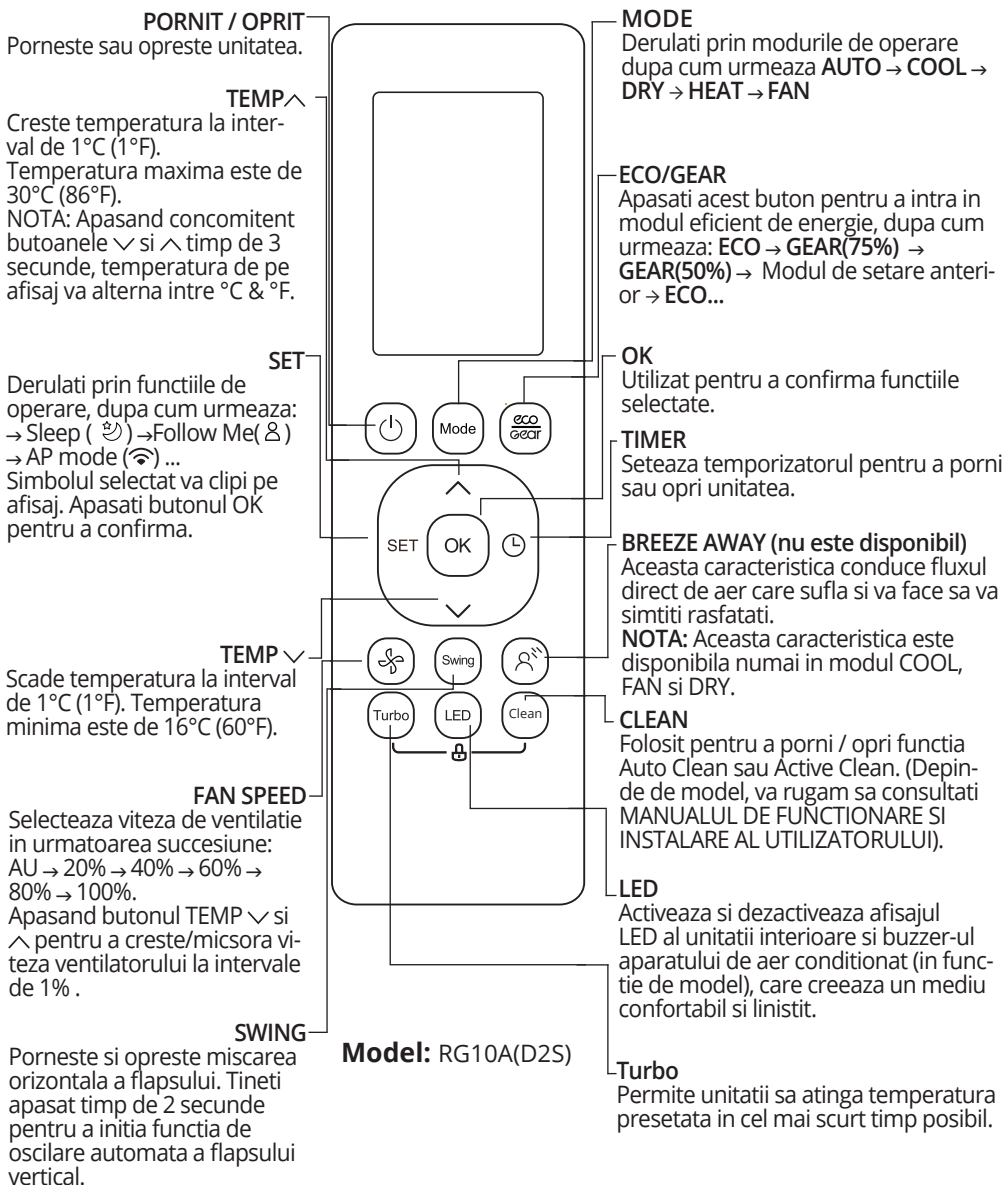 PORNIT / OPRIT
Porneste sau opreste unitatea.
TEMP ︿
Creste temperatura la inter-
val de 1°C (1°F).
Temperatura maxima este de
30°C (86°F).
NOTA: Apasand concomitent
butoanele ﹀ si ︿ timp de 3
secunde, temperatura de pe
afisaj va alterna intre °C & °F.
SET
Derulati prin functiile de
operare, dupa cum urmeaza:
→ Sleep ( ) →Follow Me( )
→ AP mode ( ) ...
Simbolul selectat va clipi pe
afisaj. Apasati butonul OK
pentru a confirma.
TEMP ﹀
Scade temperatura la interval
de 1°C (1°F). Temperatura
minima este de 16°C (60°F).
FAN SPEED
Selecteaza viteza de ventilatie
in urmatoarea succesiune:
AU → 20% → 40% → 60% →
80% → 100%.
Apasand butonul TEMP ﹀ si
︿ pentru a creste/micsora vi-
teza ventilatorului la intervale
de 1% .
SWING
Porneste si opreste miscarea
orizontala a flapsului. Tineti
apasat timp de 2 secunde
pentru a initia functia de
oscilare automata a flapsului
vertical.
Mode
eco
Gear
SET
OK
Swing
Turbo
LED
Clean
Model: RG10A(D2S)
MODE
Derulati prin modurile de operare
dupa cum urmeaza AUTO → COOL →
DRY → HEAT → FAN
ECO/GEAR
Apasati acest buton pentru a intra in
modul eficient de energie, dupa cum
urmeaza: ECO → GEAR(75%) →
GEAR(50%) → Modul de setare anteri-
or → ECO...
OK
Utilizat pentru a confirma functiile
selectate.
TIMER
Seteaza temporizatorul pentru a porni
sau opri unitatea.
BREEZE AWAY (nu este disponibil)
Aceasta caracteristica conduce fluxul
direct de aer care sufla si va face sa va
simtiti rasfatati.
NOTA: Aceasta caracteristica este
disponibila numai in modul COOL,
FAN si DRY.
CLEAN
Folosit pentru a porni / opri functia
Auto Clean sau Active Clean. (Depin-
de de model, va rugam sa consultati
MANUALUL DE FUNCTIONARE SI
INSTALARE AL UTILIZATORULUI).
LED
Activeaza si dezactiveaza afisajul
LED al unitatii interioare si buzzer-ul
aparatului de aer conditionat (in func-
tie de model), care creeaza un mediu
confortabil si linistit.
Turbo
Permite unitatii sa atinga temperatura
presetata in cel mai scurt timp posibil.